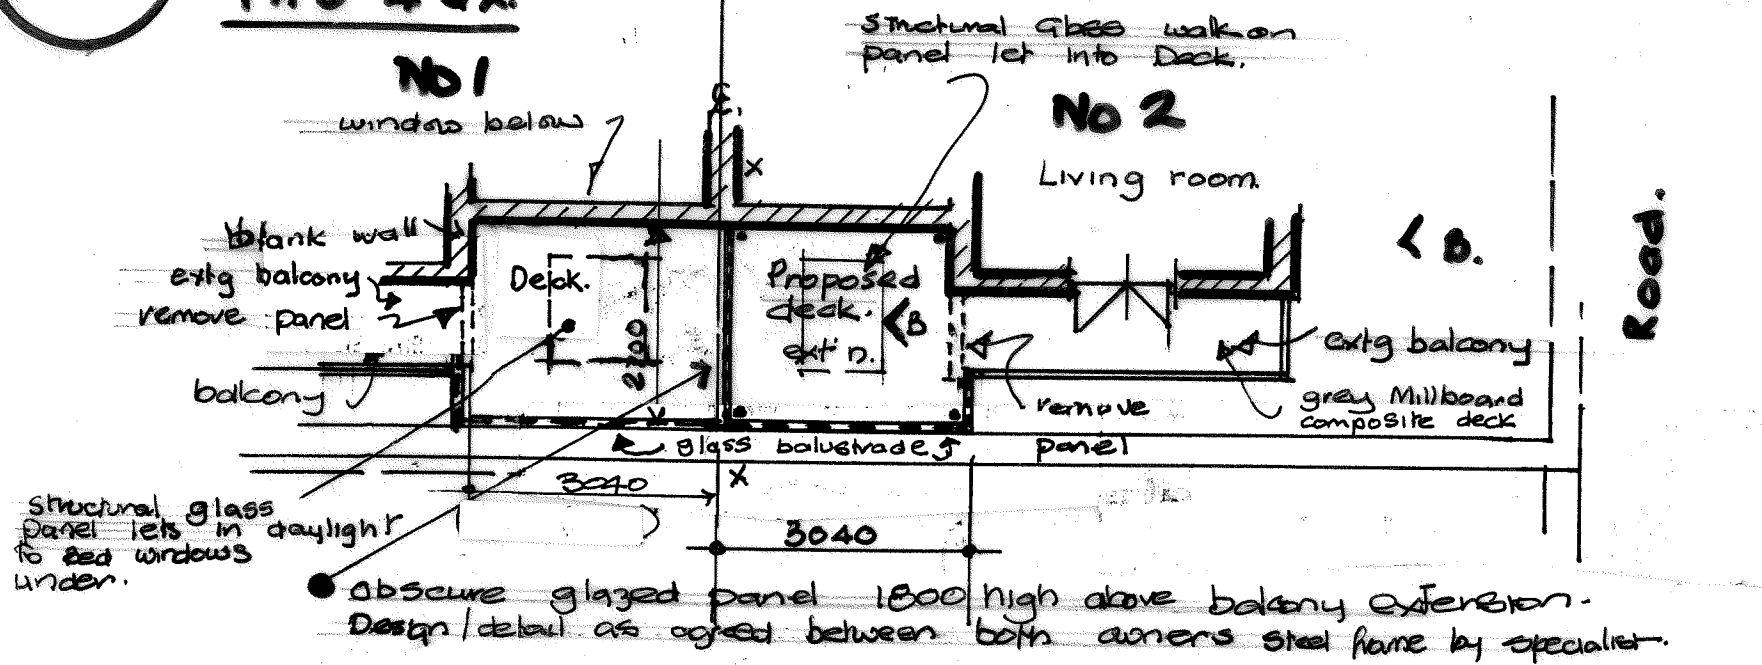 No 1
window below
structural Glass walk on
panel let into Deck.
No 2
Living room.
x
blank wall
extg balcony
remove panel
balcony
Deck.
2100
Proposed
deck.
ext'n.
B
< B.
Road.
extg balcony
grey Millboard
composite deck
remove
panel
glass balustrade
x
3040
3040
structural glass
panel lets in daylight
to Bed windows
under.
Obscure glazed panel 1800 high above balcony extension.
Design/detail as agreed between both owners steel frame by specialist.